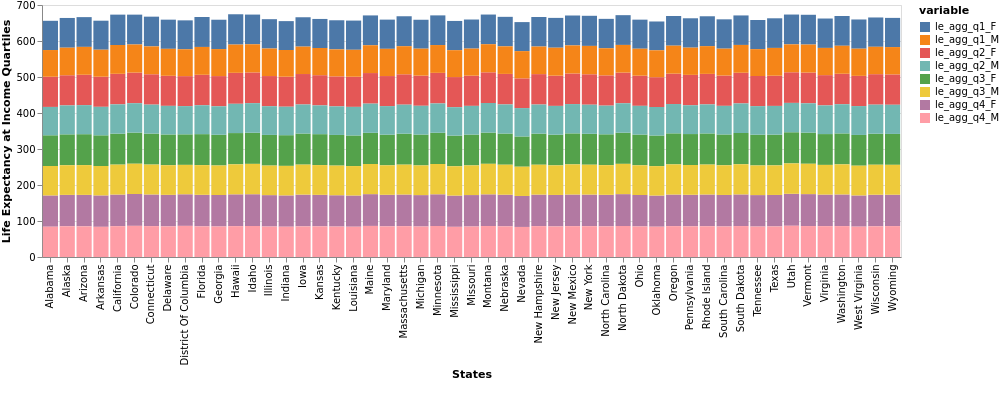 Life Expectancy at Income Quartiles
700
600
500
400
300
200
100
0
Alabama
Alaska
Arizona
Arkansas
California
Colorado
Connecticut
Delaware
District Of Columbia
Florida
Georgia
Hawaii
Idaho
Illinois
Indiana
Iowa
Kansas
Kentucky
Louisiana
Maine
Maryland
Massachusetts
Michigan
Minnesota
Mississippi
Missouri
Montana
Nebraska
Nevada
New Hampshire
New Jersey
New Mexico
New York
North Carolina
North Dakota
Ohio
Oklahoma
Oregon
Pennsylvania
Rhode Island
South Carolina
South Dakota
Tennessee
Texas
Utah
Vermont
Virginia
Washington
West Virginia
Wisconsin
Wyoming
States
variable
le_agg_q1_F
le_agg_q1_M
le_agg_q2_F
le_agg_q2_M
le_agg_q3_F
le_agg_q3_M
le_agg_q4_F
le_agg_q4_M